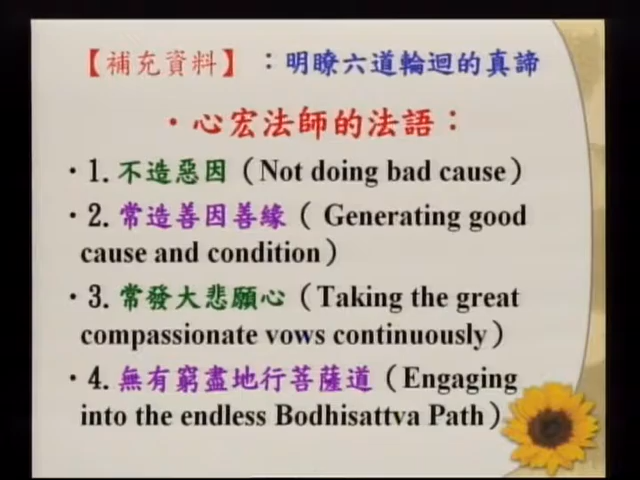 【補充資料】：明瞭六道輪迴的真諦
・心宏法師的法語：
・1.不造惡因（Not doing bad cause）
・2.常造善因善緣（ Generating good
cause and condition）
・3.常發大悲願心（Taking the great
compassionate vows continuously）
・4.無有窮盡地行菩薩道（Engaging
into the endless Bodhisattva Path）